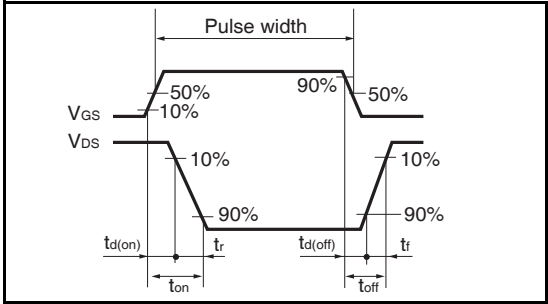 Pulse width
90%
50%
50%
10%
VGS
VDS
10%
10%
90%
90%
td(on)
tr
td(off)
tf
ton
toff